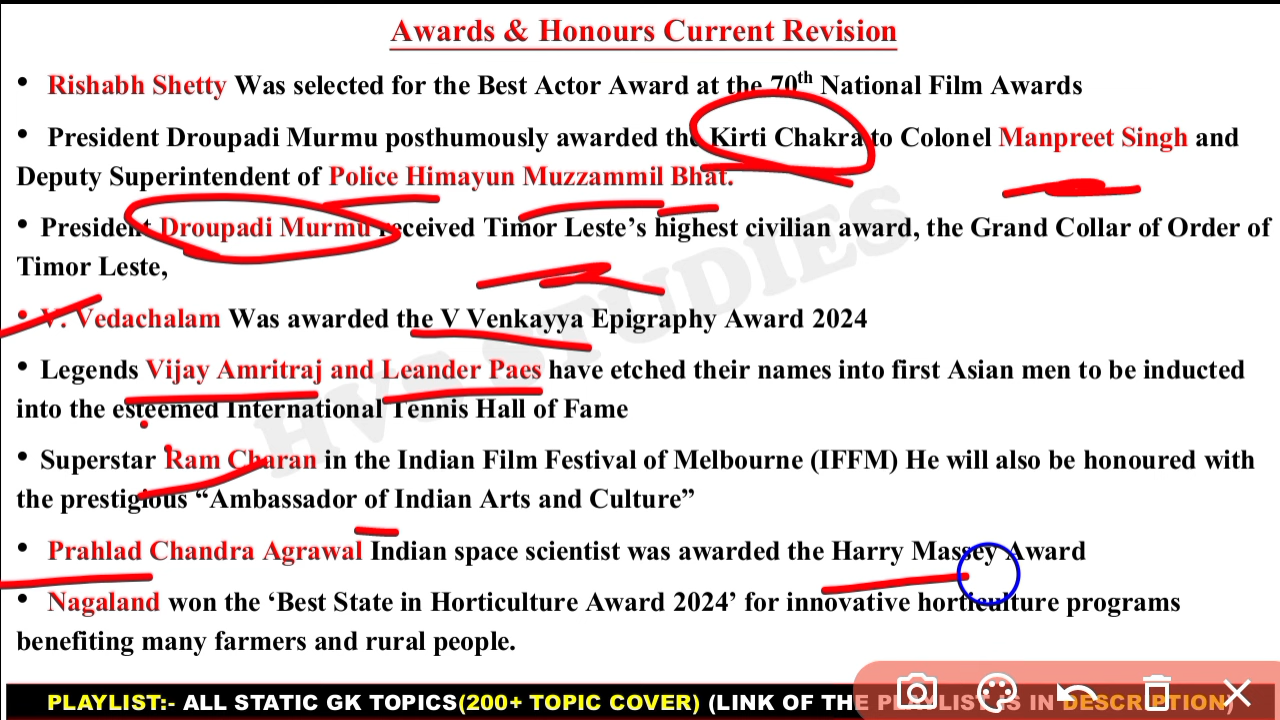 Awards & Honours Current Revision
• Rishabh Shetty Was selected for the Best Actor Award at the 70th National Film Awards
• President Droupadi Murmu posthumously awarded the Kirti Chakra to Colonel Manpreet Singh and
Deputy Superintendent of Police Himayun Muzzammil Bhat.
• President Droupadi Murmu received Timor Leste’s highest civilian award, the Grand Collar of Order of
Timor Leste,
• V. Vedachalam Was awarded the V Venkayya Epigraphy Award 2024
• Legends Vijay Amritraj and Leander Paes have etched their names into first Asian men to be inducted
into the esteemed International Tennis Hall of Fame
• Superstar Ram Charan in the Indian Film Festival of Melbourne (IFFM) He will also be honoured with
the prestigious “Ambassador of Indian Arts and Culture”
• Prahlad Chandra Agrawal Indian space scientist was awarded the Harry Massey Award
• Nagaland won the ‘Best State in Horticulture Award 2024’ for innovative horticulture programs
benefiting many farmers and rural people.
HVS STUDIES
PLAYLIST:- ALL STATIC GK TOPICS(200+ TOPIC COVER) (LINK OF THE PLAYLIST IS IN DESCRIPTION)